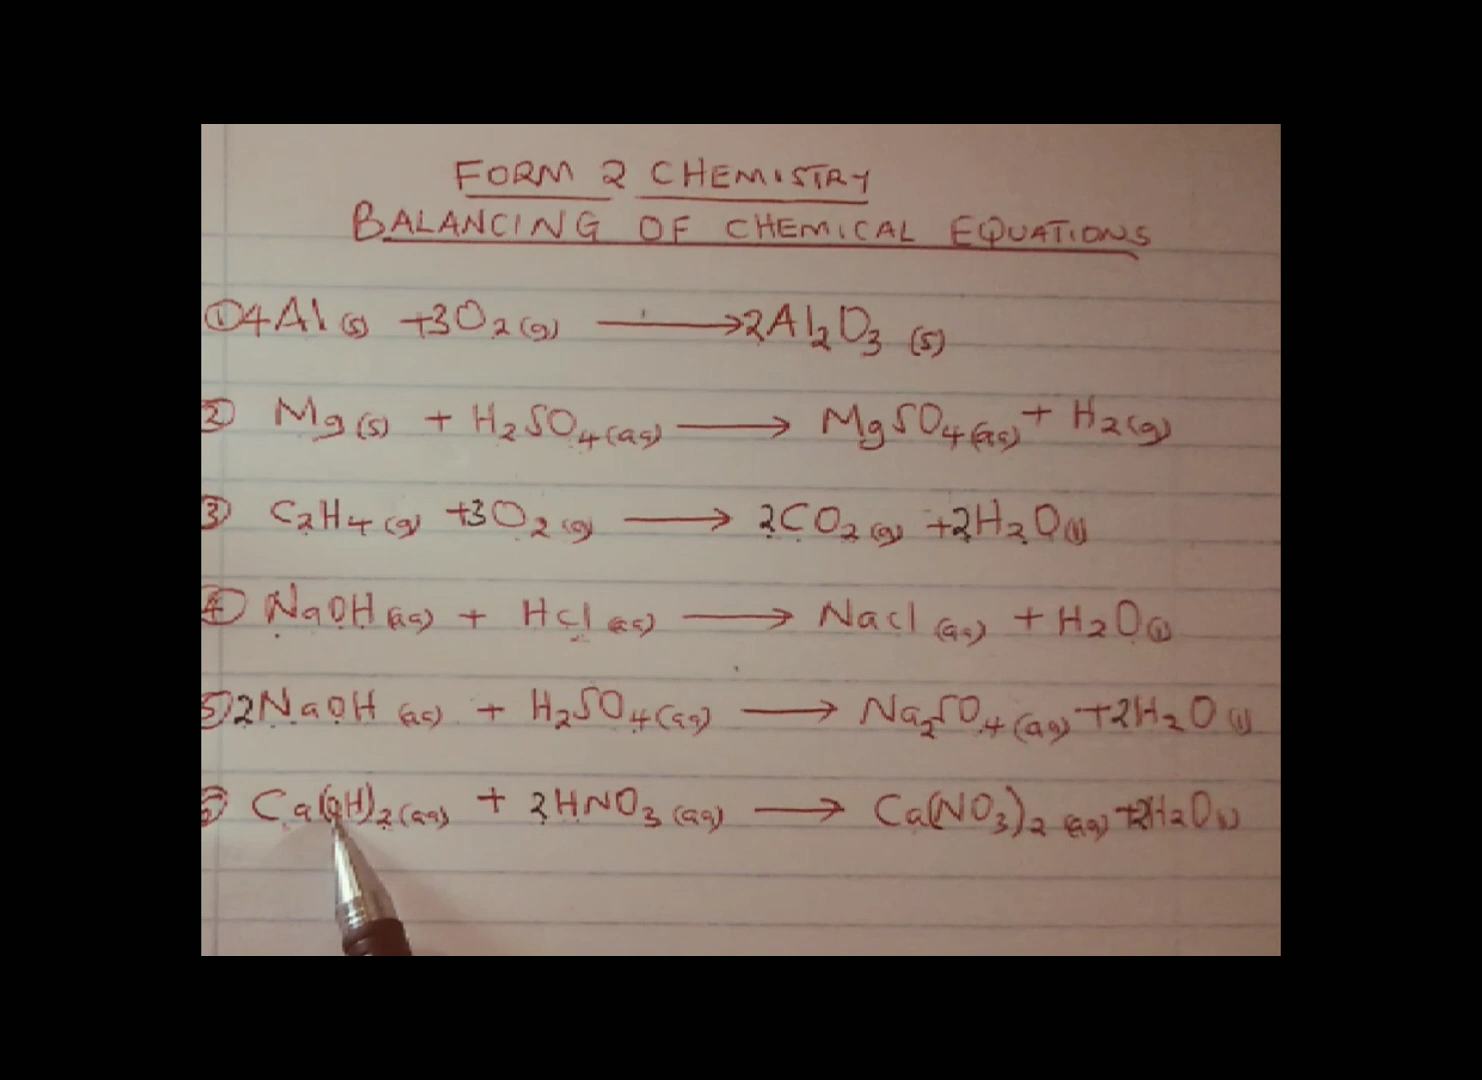 FORM 2 CHEMISTRY
BALANCING OF CHEMICAL EQUATIONS
① 4Al(s) + 3O2(g) ⟶ 2Al2O3 (s)
② Mg(s) + H2SO4(aq) ⟶ MgSO4(aq) + H2(g)
③ C2H4(g) + 3O2(g) ⟶ 2CO2(g) + 2H2O(l)
④ NaOH(aq) + HCl(aq) ⟶ NaCl(aq) + H2O(l)
⑤ 2NaOH(aq) + H2SO4(aq) ⟶ Na2SO4(aq) + 2H2O(l)
Ca(OH)2(aq) + 2HNO3(aq) ⟶ Ca(NO3)2(aq) + 2H2O(l)